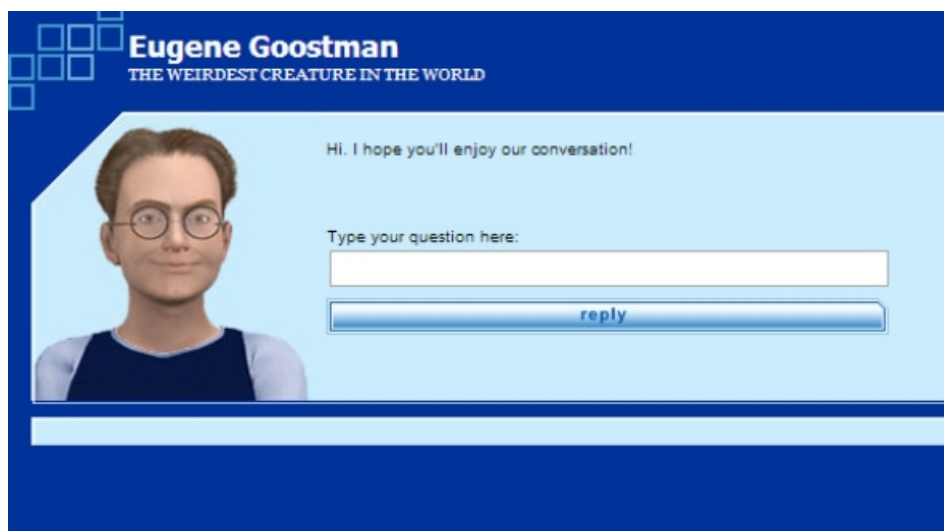 Eugene Goostman
THE WEIRDEST CREATURE IN THE WORLD
Hi. I hope you'll enjoy our conversation!
Type your question here:
reply